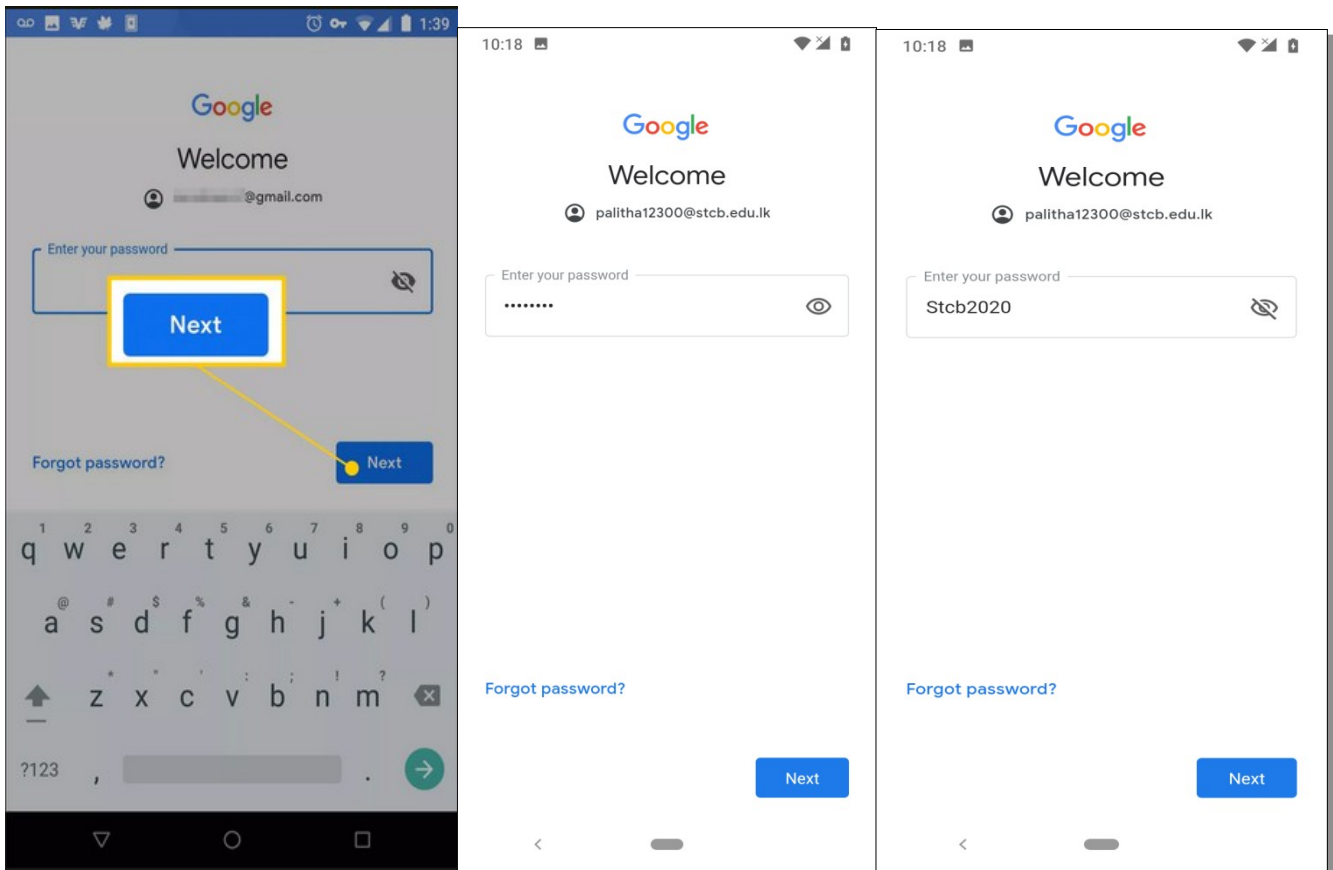 1:39
Google
Welcome
@gmail.com
Enter your password
Next
Forgot password?
Next
1 2 3 4 5 6 7 8 9 0
q w e r t y u i o p
@ # $ % & - + ( )
a s d f g h j k l
* " ' : ; ! ?
z x c v b n m
?123 , .
10:18
Google
Welcome
palitha12300@stcb.edu.lk
Enter your password
••••••••
Forgot password?
Next
10:18
Google
Welcome
palitha12300@stcb.edu.lk
Enter your password
Stcb2020
Forgot password?
Next